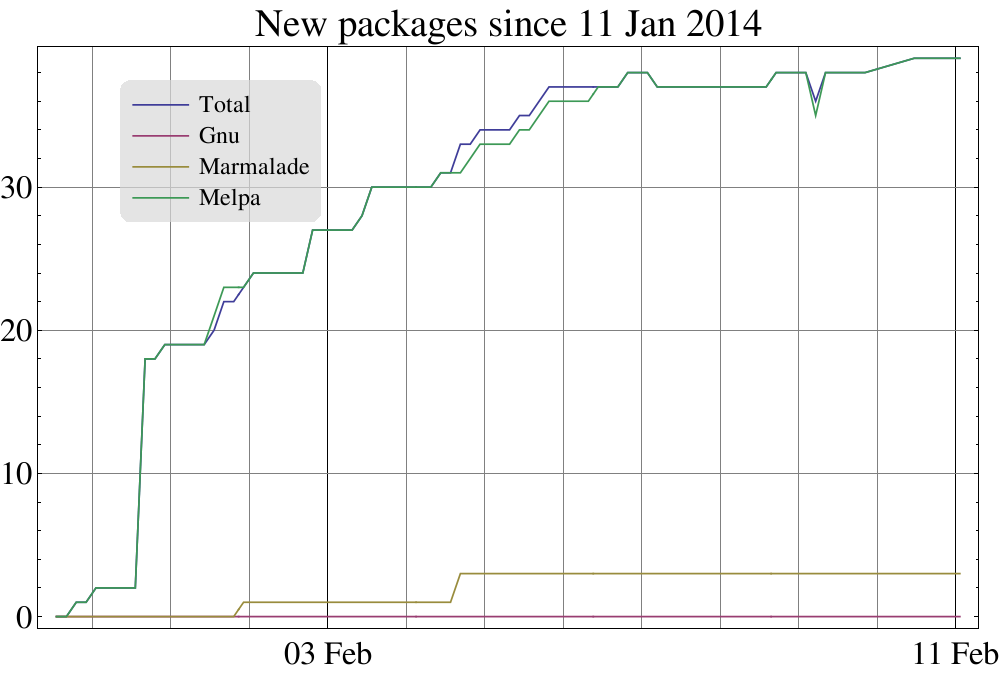 New packages since 11 Jan 2014
Total
Gnu
Marmalade
Melpa
30
20
10
0
03 Feb
11 Feb